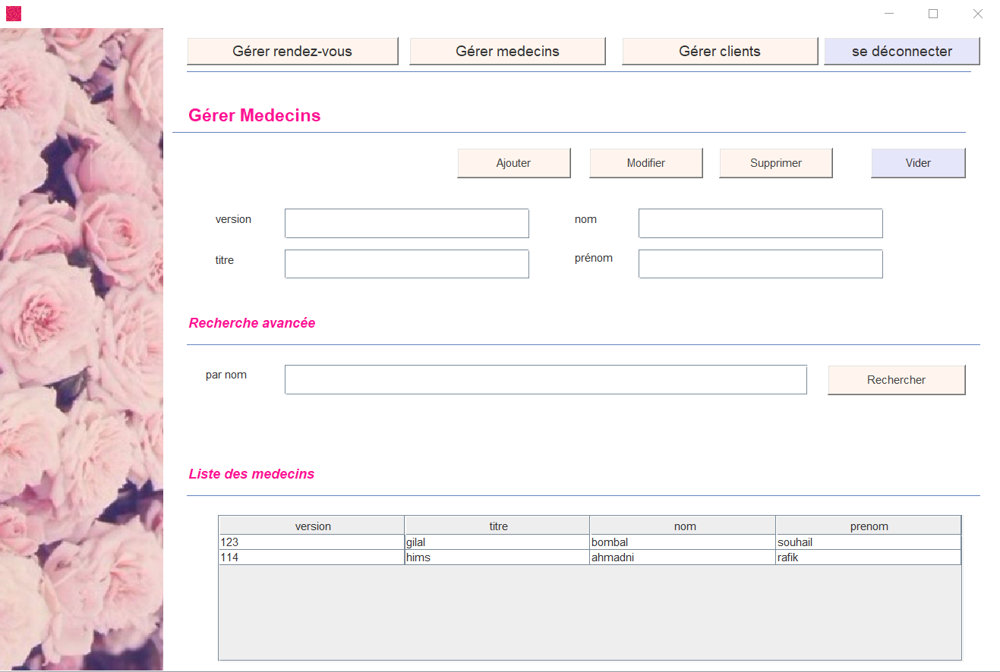 Gérer rendez-vous Gérer medecins Gérer clients se déconnecter
Gérer Medecins
Ajouter Modifier Supprimer Vider
version nom
titre prénom
Recherche avancée
par nom Rechercher
Liste des medecins
version titre nom prenom
123 gilal bombal souhail
114 hims ahmadni rafik